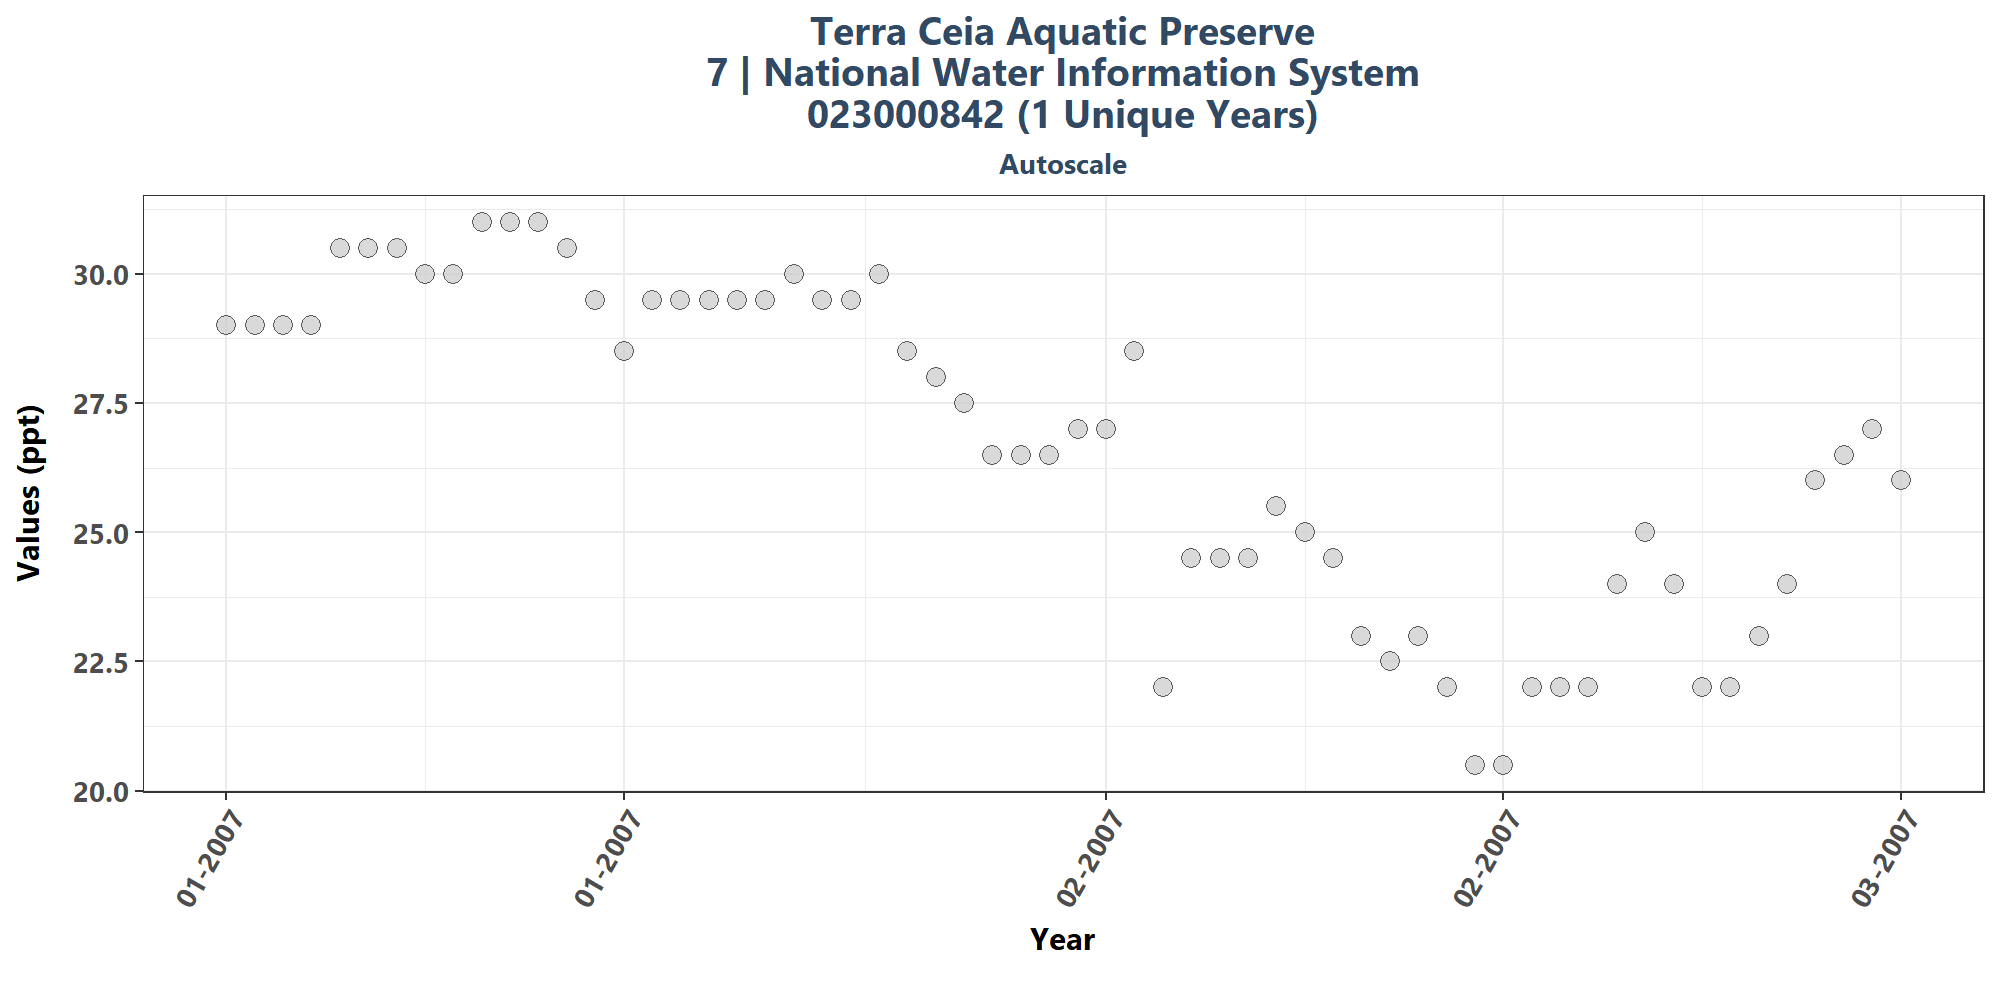 Terra Ceia Aquatic Preserve
7 | National Water Information System
023000842 (1 Unique Years)
Autoscale
Values (ppt)
30.0
27.5
25.0
22.5
20.0
01-2007
01-2007
02-2007
02-2007
03-2007
Year